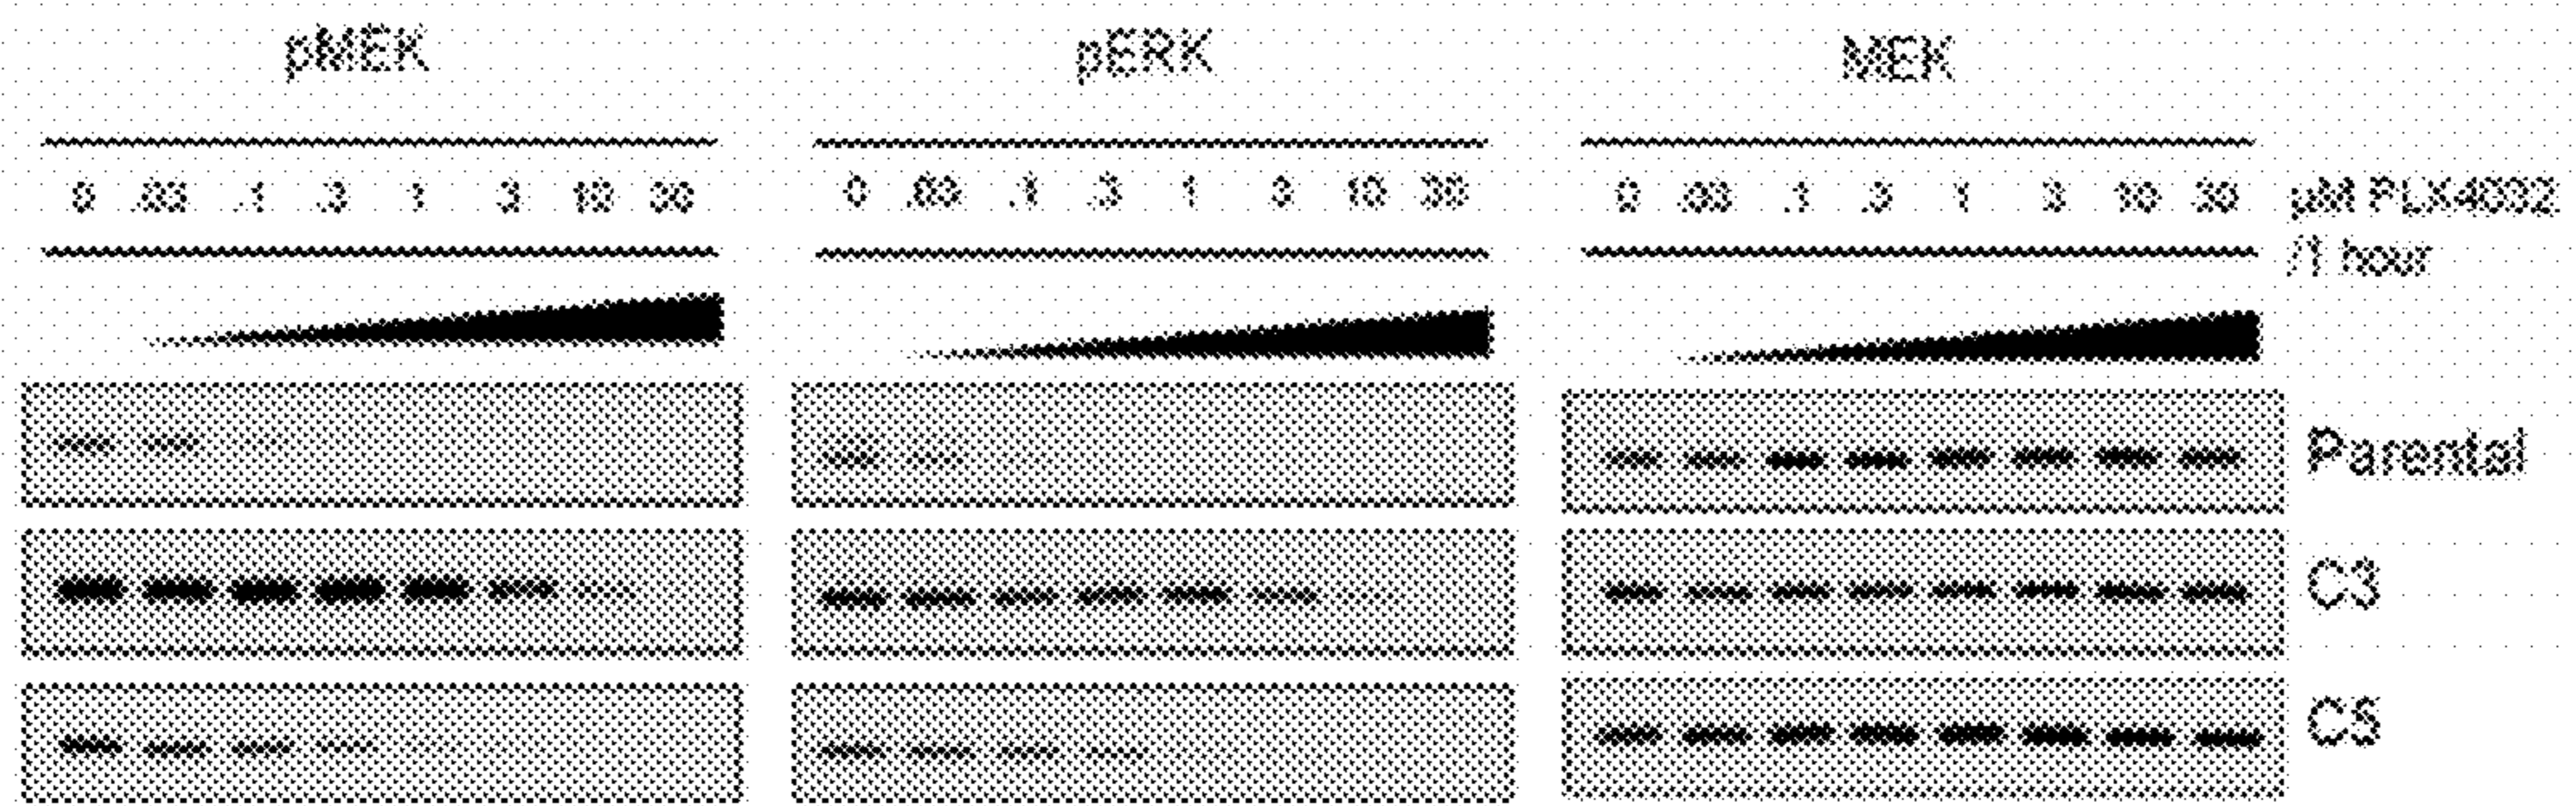 pMEK pERK MEK
0 .03 .1 .3 1 3 10 30 0 .03 .1 .3 1 3 10 30 0 .03 .1 .3 1 3 10 30 µM PLX4032
/1 hour
Parental
C3
C5